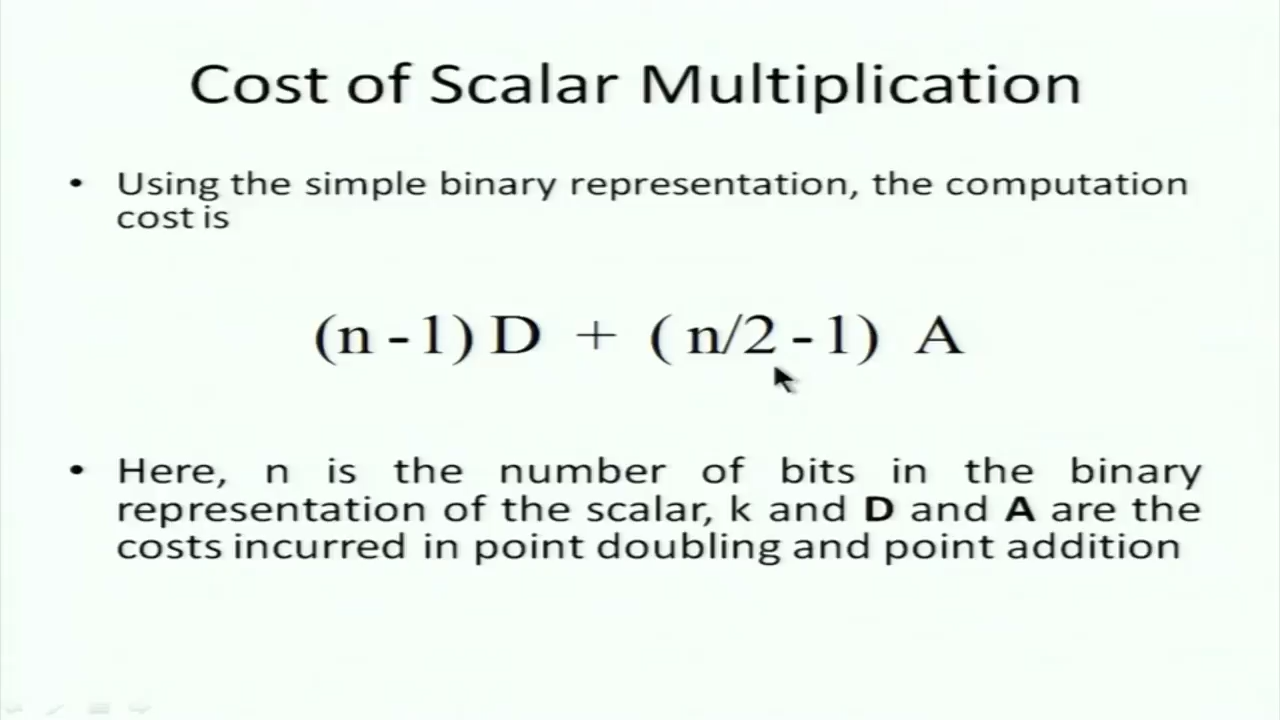 Cost of Scalar Multiplication
• Using the simple binary representation, the computation
cost is
(n - 1) D + ( n/2 - 1) A
• Here, n is the number of bits in the binary
representation of the scalar, k and D and A are the
costs incurred in point doubling and point addition